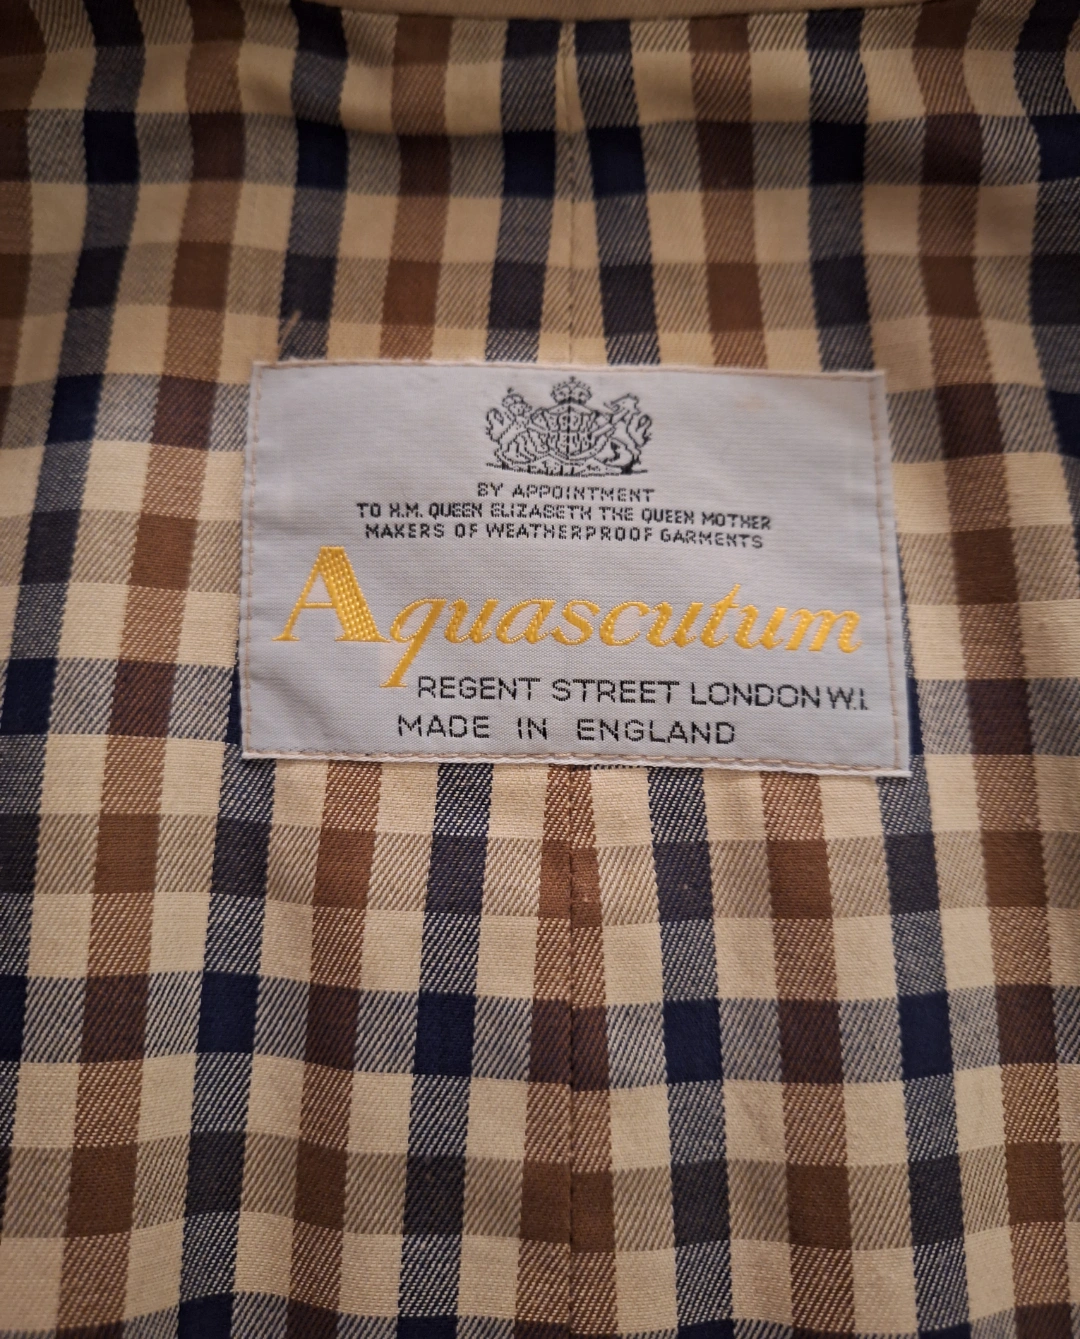 BY APPOINTMENT
TO H.M. QUEEN ELIZABETH THE QUEEN MOTHER
MAKERS OF WEATHERPROOF GARMENTS
Aquascutum
REGENT STREET LONDON W.1.
MADE IN ENGLAND